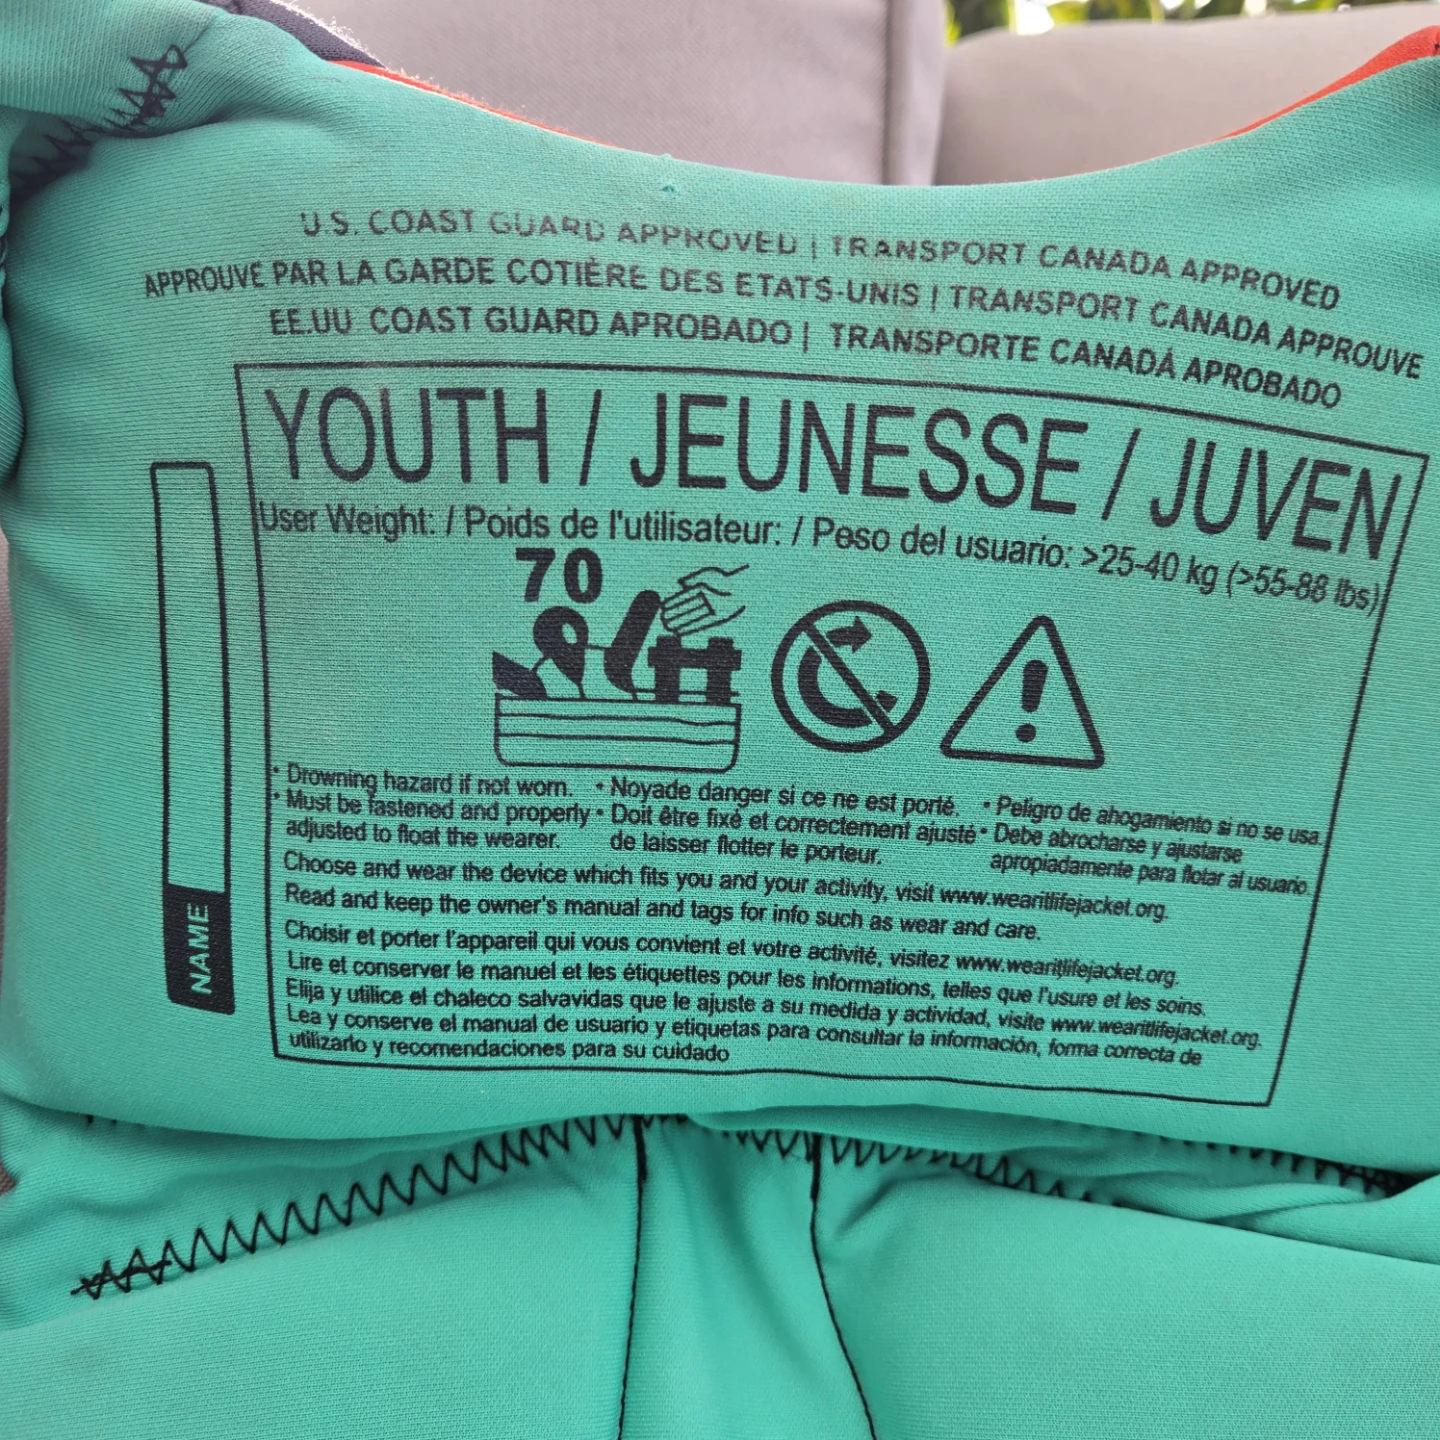 U.S. COAST GUARD APPROVED | TRANSPORT CANADA APPROVED
APPROUVE PAR LA GARDE COTIÈRE DES ETATS-UNIS | TRANSPORT CANADA APPROUVE
EE.UU COAST GUARD APROBADO | TRANSPORTE CANADÁ APROBADO
YOUTH / JEUNESSE / JUVEN
User Weight: / Poids de l'utilisateur: / Peso del usuario: >25-40 kg (>55-88 lbs)
70
• Drowning hazard if not worn.
• Must be fastened and properly
adjusted to float the wearer.
• Noyade danger si ce ne est porté.
• Doit être fixé et correctement ajusté
de laisser flotter le porteur.
• Peligro de ahogamiento si no se usa.
• Debe abrocharse y ajustarse
apropiadamente para flotar al usuario.
Choose and wear the device which fits you and your activity, visit www.wearitlifejacket.org.
Read and keep the owner's manual and tags for info such as wear and care.
Choisir et porter l'appareil qui vous convient et votre activité, visitez www.wearitlifejacket.org.
Lire et conserver le manuel et les étiquettes pour les informations, telles que l'usure et les soins.
Elija y utilice el chaleco salvavidas que le ajuste a su medida y actividad, visite www.wearitlifejacket.org.
Lea y conserve el manual de usuario y etiquetas para consultar la información, forma correcta de
utilizarlo y recomendaciones para su cuidado
NAME